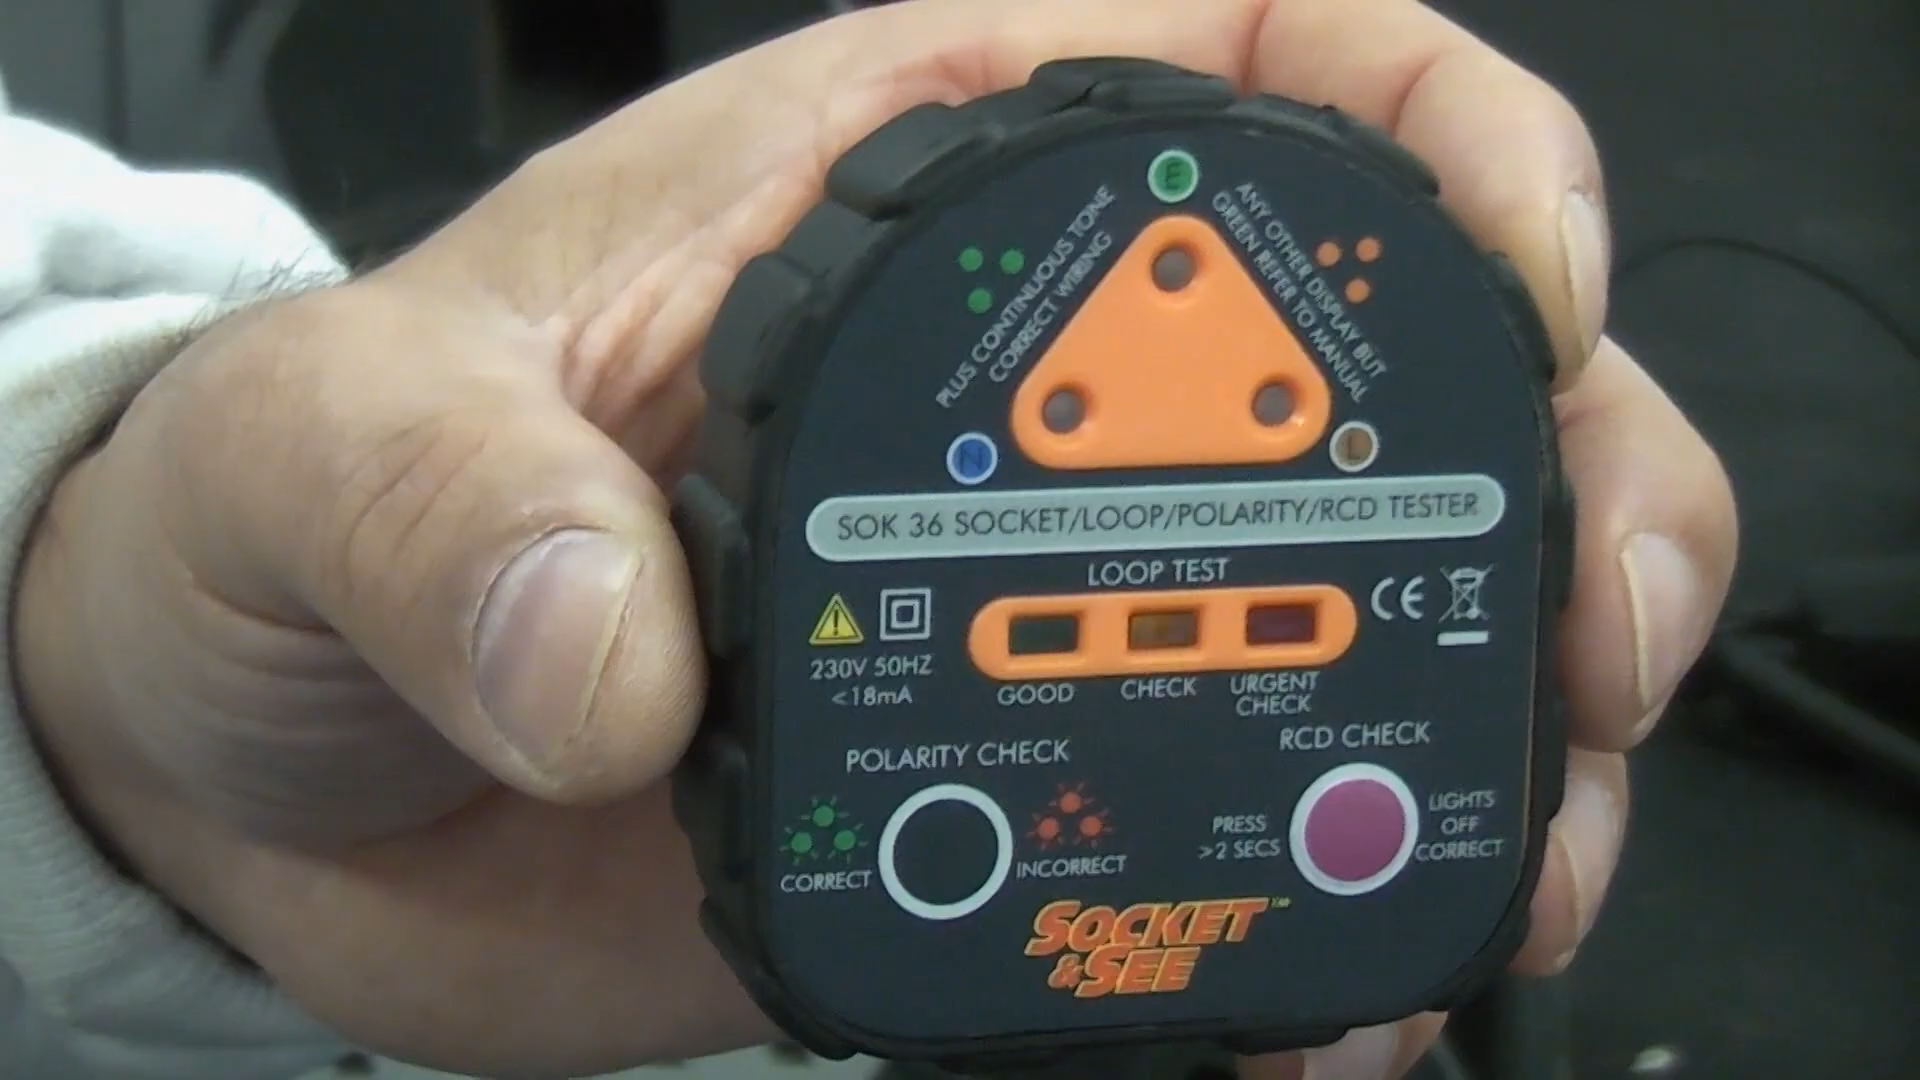 E
PLUS CONTINUOUS TONE
CORRECT WIRING
ANY OTHER DISPLAY BUT
GREEN REFER TO MANUAL
N
L
SOK 36 SOCKET/LOOP/POLARITY/RCD TESTER
LOOP TEST
230V 50HZ
<18mA
GOOD
CHECK
URGENT
CHECK
CE
POLARITY CHECK
CORRECT
INCORRECT
RCD CHECK
PRESS
>2 SECS
LIGHTS
OFF
CORRECT
SOCKET
&SEE